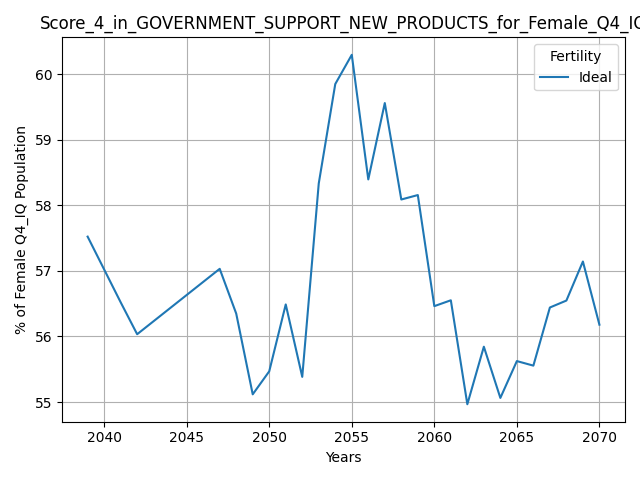 Score_4_in_GOVERNMENT_SUPPORT_NEW_PRODUCTS_for_Female_Q4_IQ
Fertility
Ideal
% of Female Q4_IQ Population
60
59
58
57
56
55
2040 2045 2050 2055 2060 2065 2070
Years